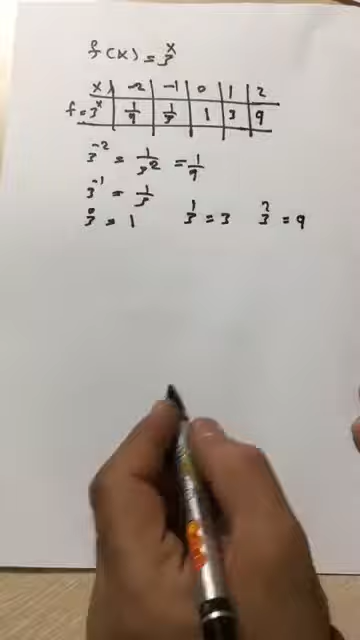 f(x) = 3^x
x | -2 | -1 | 0 | 1 | 2
f=3^x | 1/9 | 1/3 | 1 | 3 | 9
3^-2 = 1/3^2 = 1/9
3^-1 = 1/3
3^0 = 1 3^1 = 3 3^2 = 9